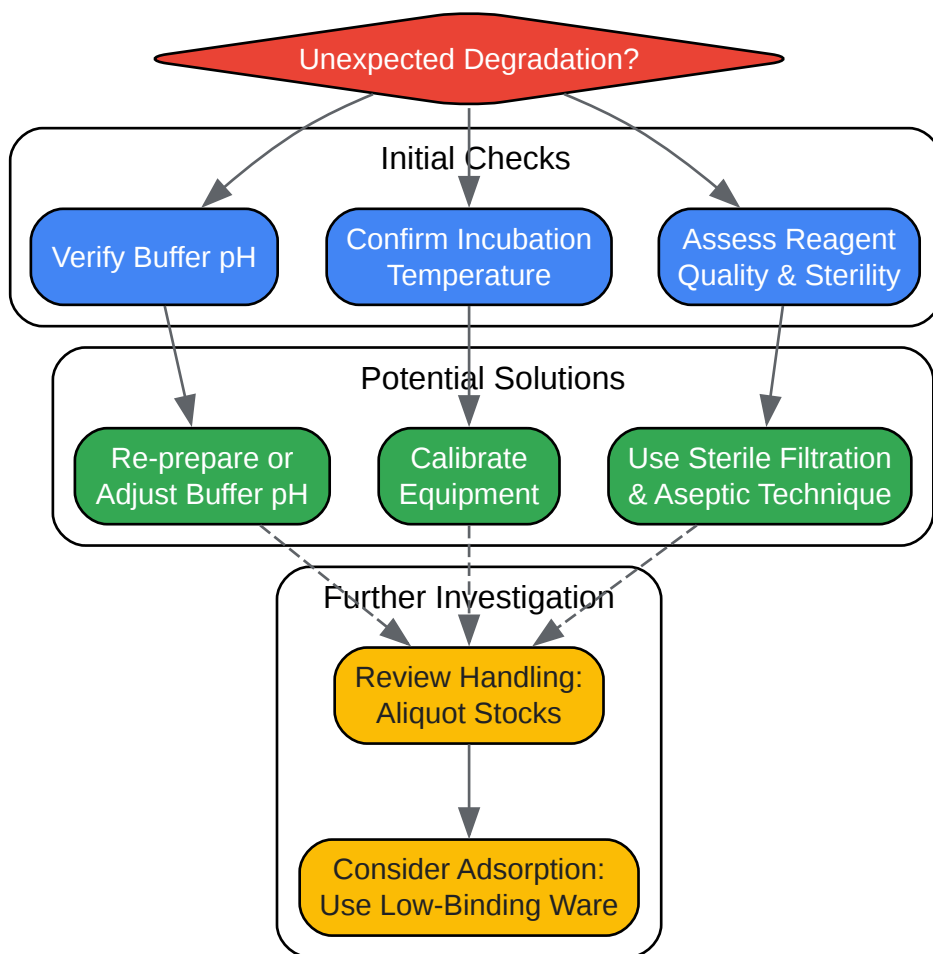 Unexpected Degradation?
Initial Checks
Verify Buffer pH
Confirm Incubation
Temperature
Assess Reagent
Quality & Sterility
Potential Solutions
Re-prepare or
Adjust Buffer pH
Calibrate
Equipment
Use Sterile Filtration
& Aseptic Technique
Further Investigation
Review Handling:
Aliquot Stocks
Consider Adsorption:
Use Low-Binding Ware